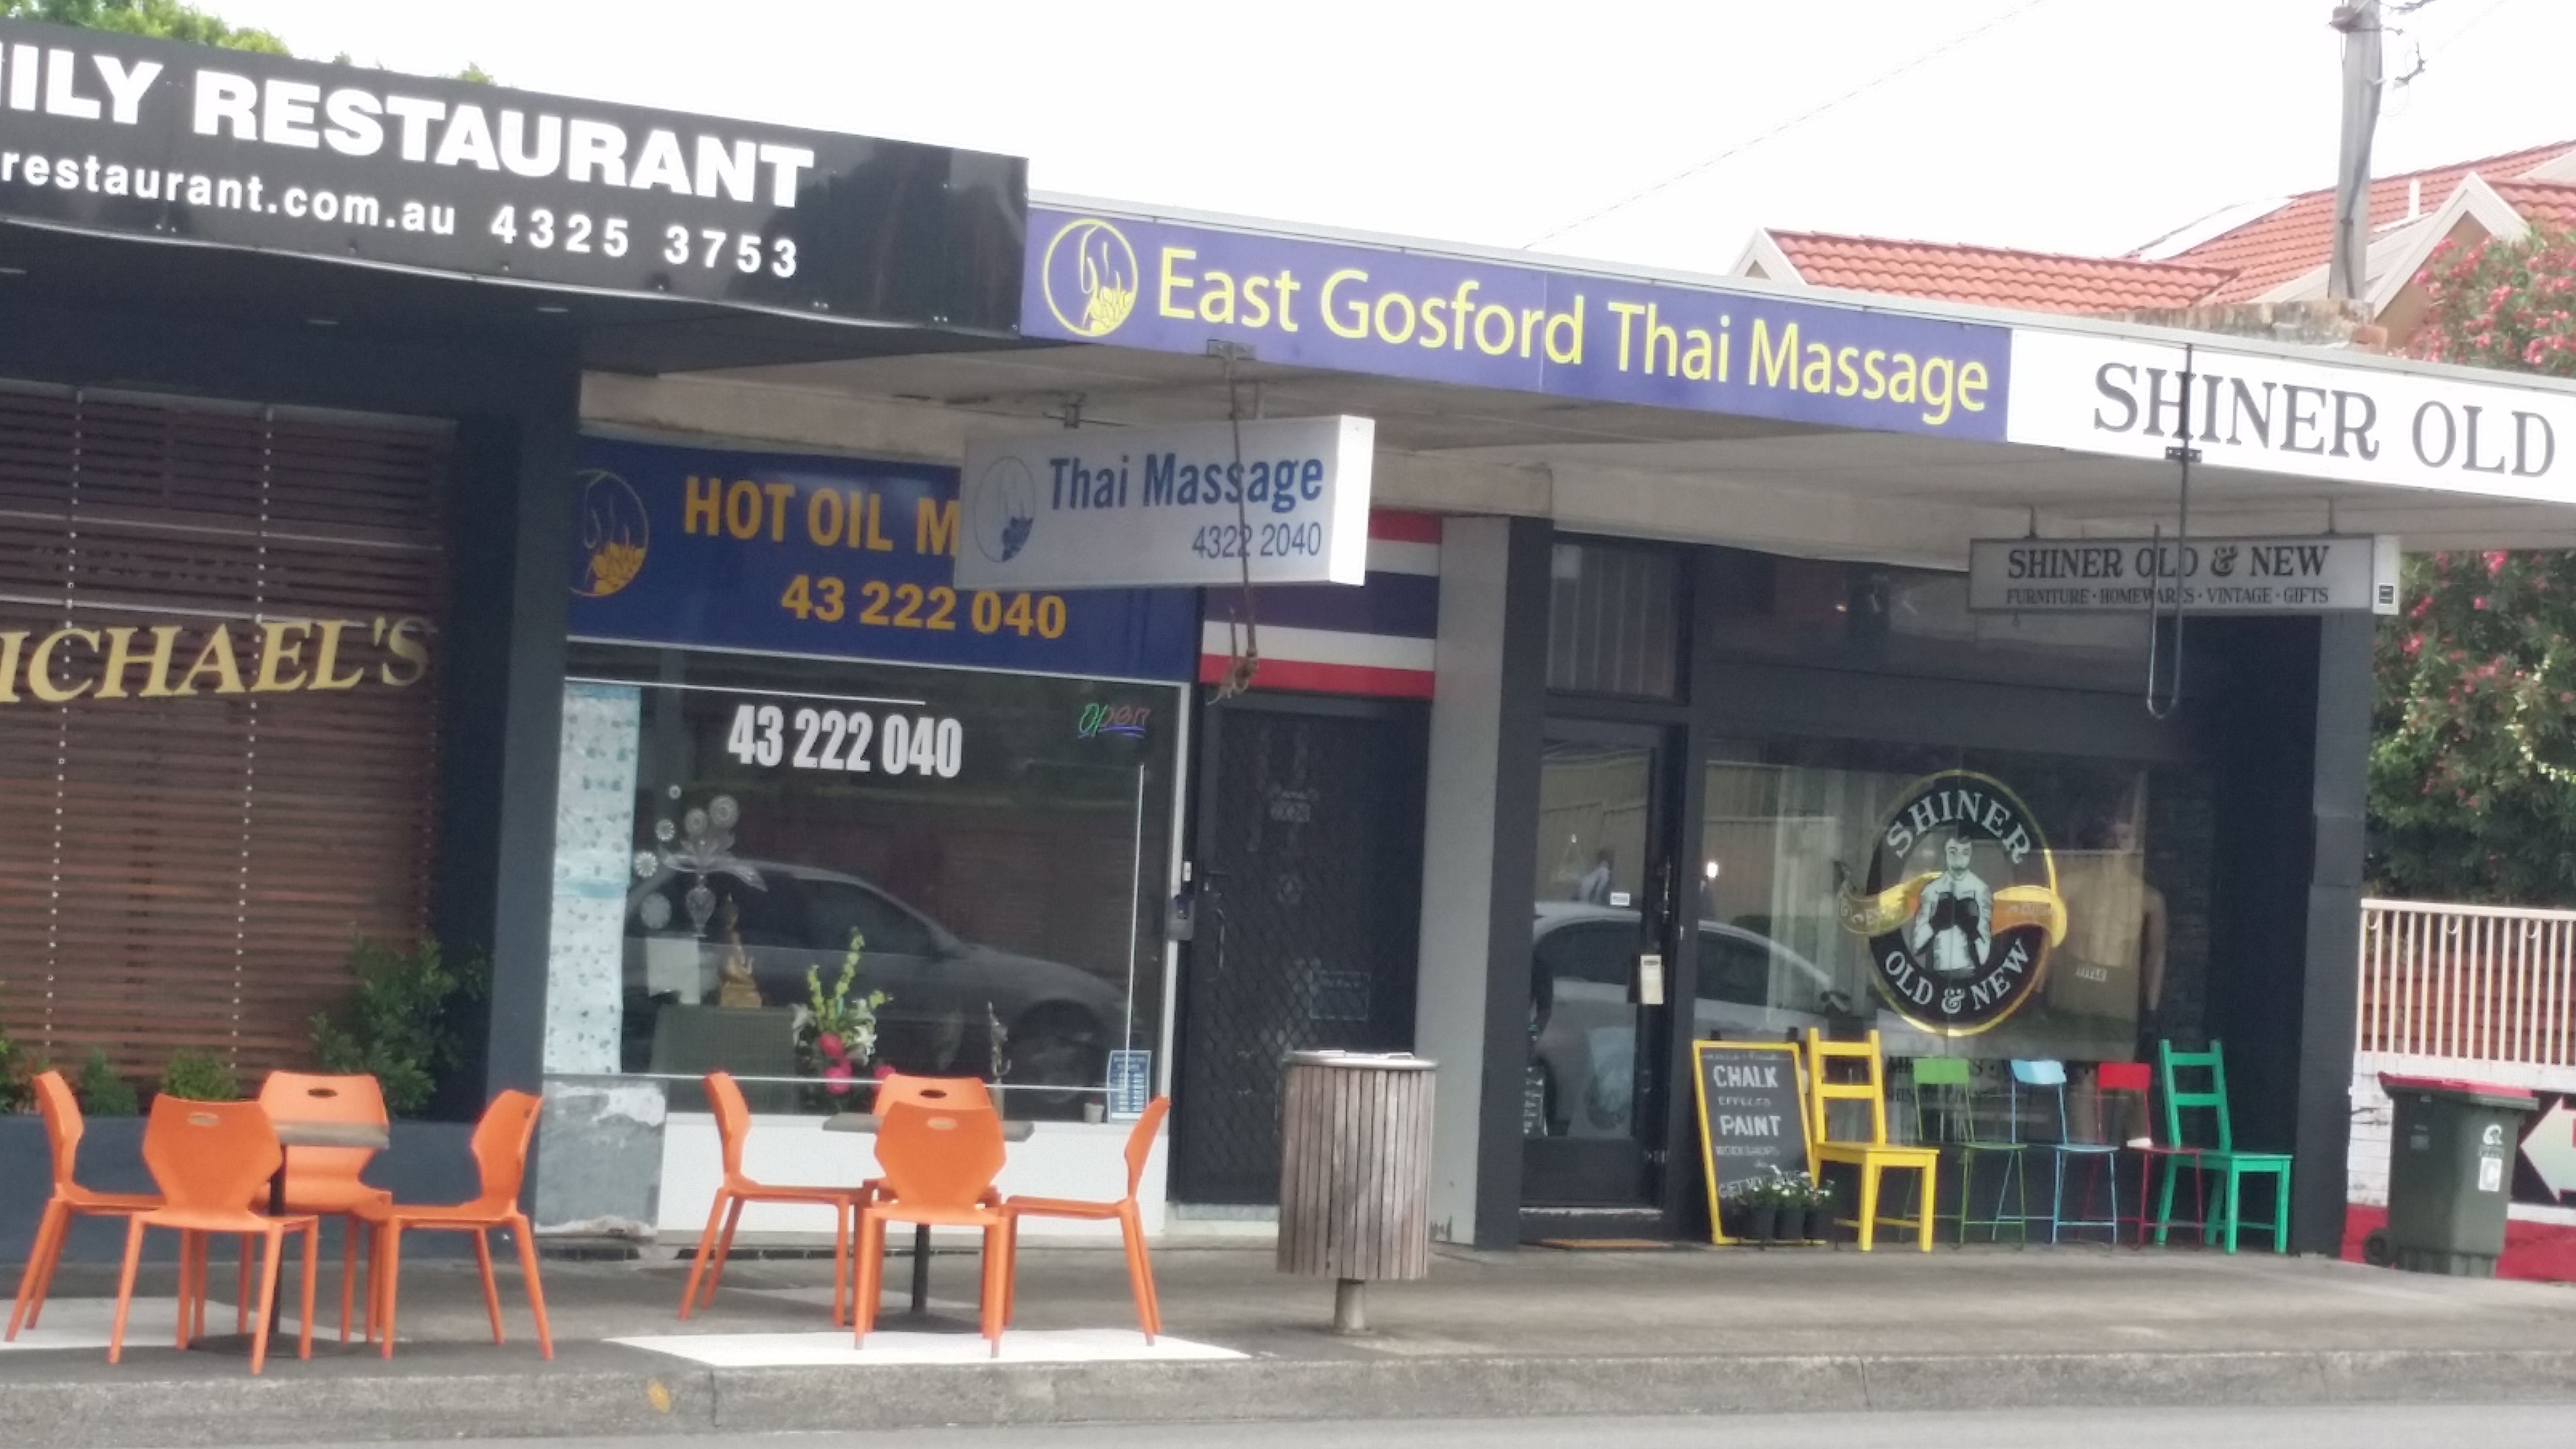 ILY RESTAURANT
restaurant.com.au 4325 3753
East Gosford Thai Massage
SHINER OLD
HOT OIL M
43 222 040
Thai Massage
4322 2040
SHINER OLD & NEW
FURNITURE · HOMEWARES · VINTAGE · GIFTS
ICHAEL'S
43 222 040
open
SHINER
OLD & NEW
CHALK
PAINT
WORKSHOPS
TITLE